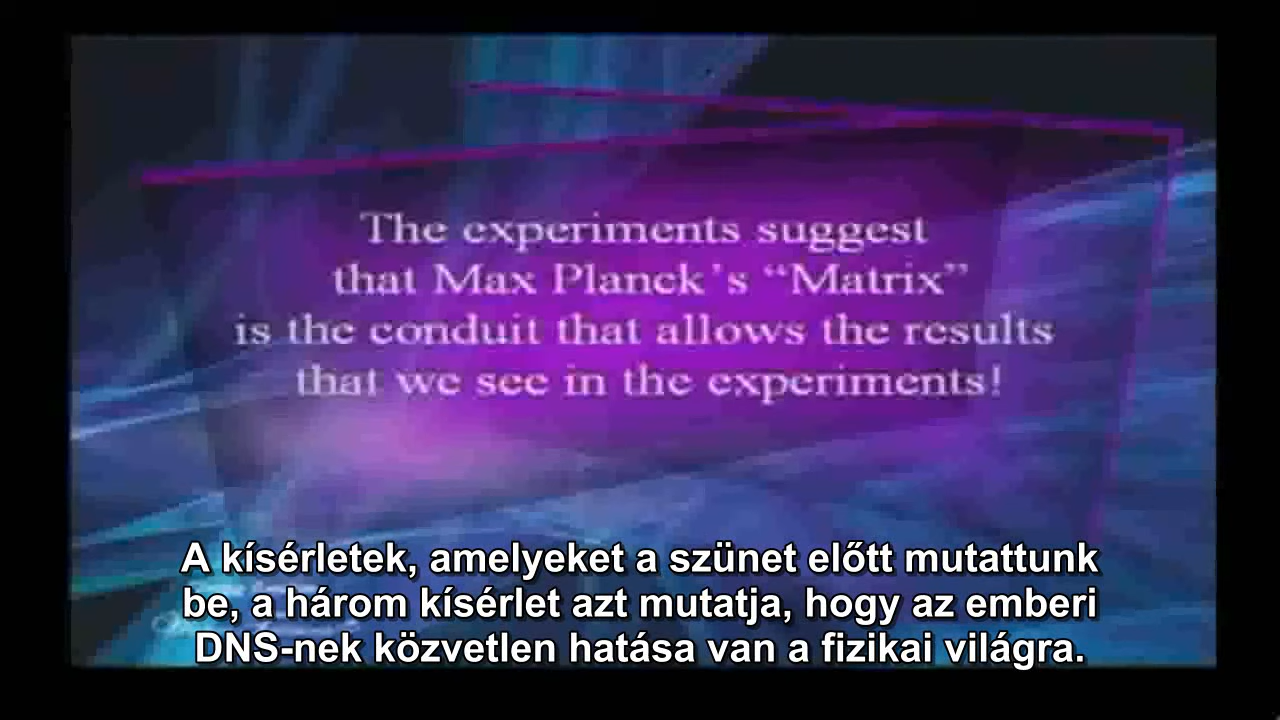 The experiments suggest
that Max Planck's “Matrix”
is the conduit that allows the results
that we see in the experiments!
A kísérletek, amelyeket a szünet előtt mutattunk
be, a három kísérlet azt mutatja, hogy az emberi
DNS-nek közvetlen hatása van a fizikai világra.